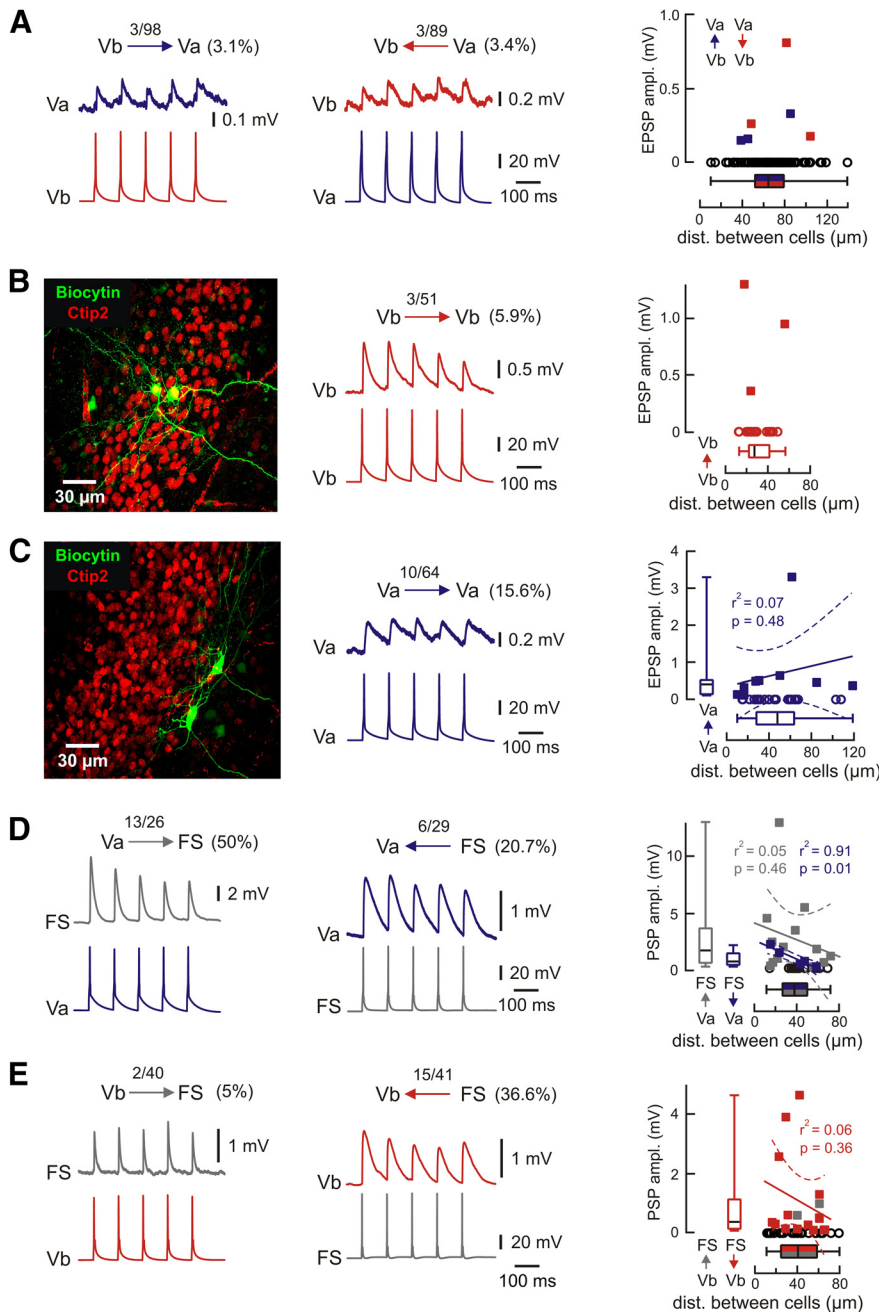 A
3/98
Vb Va (3.1%)
Va
0.1 mV
Vb
3/89
Vb Va (3.4%)
Vb
0.2 mV
20 mV
Va
100 ms
Va Va
Vb Vb
EPSP ampl. (mV)
1.0
0.5
0
0 40 80 120
dist. between cells (µm)
B
Biocytin
Ctip2
30 µm
3/51
Vb Vb (5.9%)
Vb
0.5 mV
20 mV
Vb
100 ms
EPSP ampl. (mV)
1.0
0.5
0
Vb
Vb
0 40 80
dist. between cells (µm)
C
Biocytin
Ctip2
30 µm
10/64
Va Va (15.6%)
Va
0.2 mV
20 mV
Va
100 ms
EPSP ampl. (mV)
4
3
2
1
0
r² = 0.07
p = 0.48
Va
Va
0 40 80 120
dist. between cells (µm)
D
13/26
Va FS (50%)
FS
2 mV
Va
6/29
Va FS (20.7%)
Va
1 mV
20 mV
FS
100 ms
PSP ampl. (mV)
10
5
0
r² = 0.05 r² = 0.91
p = 0.46 p = 0.01
FS FS
Va Va
0 40 80
dist. between cells (µm)
E
2/40
Vb FS (5%)
FS
1 mV
Vb
15/41
Vb FS (36.6%)
Vb
1 mV
20 mV
FS
100 ms
PSP ampl. (mV)
4
2
0
r² = 0.06
p = 0.36
FS FS
Vb Vb
0 40 80
dist. between cells (µm)